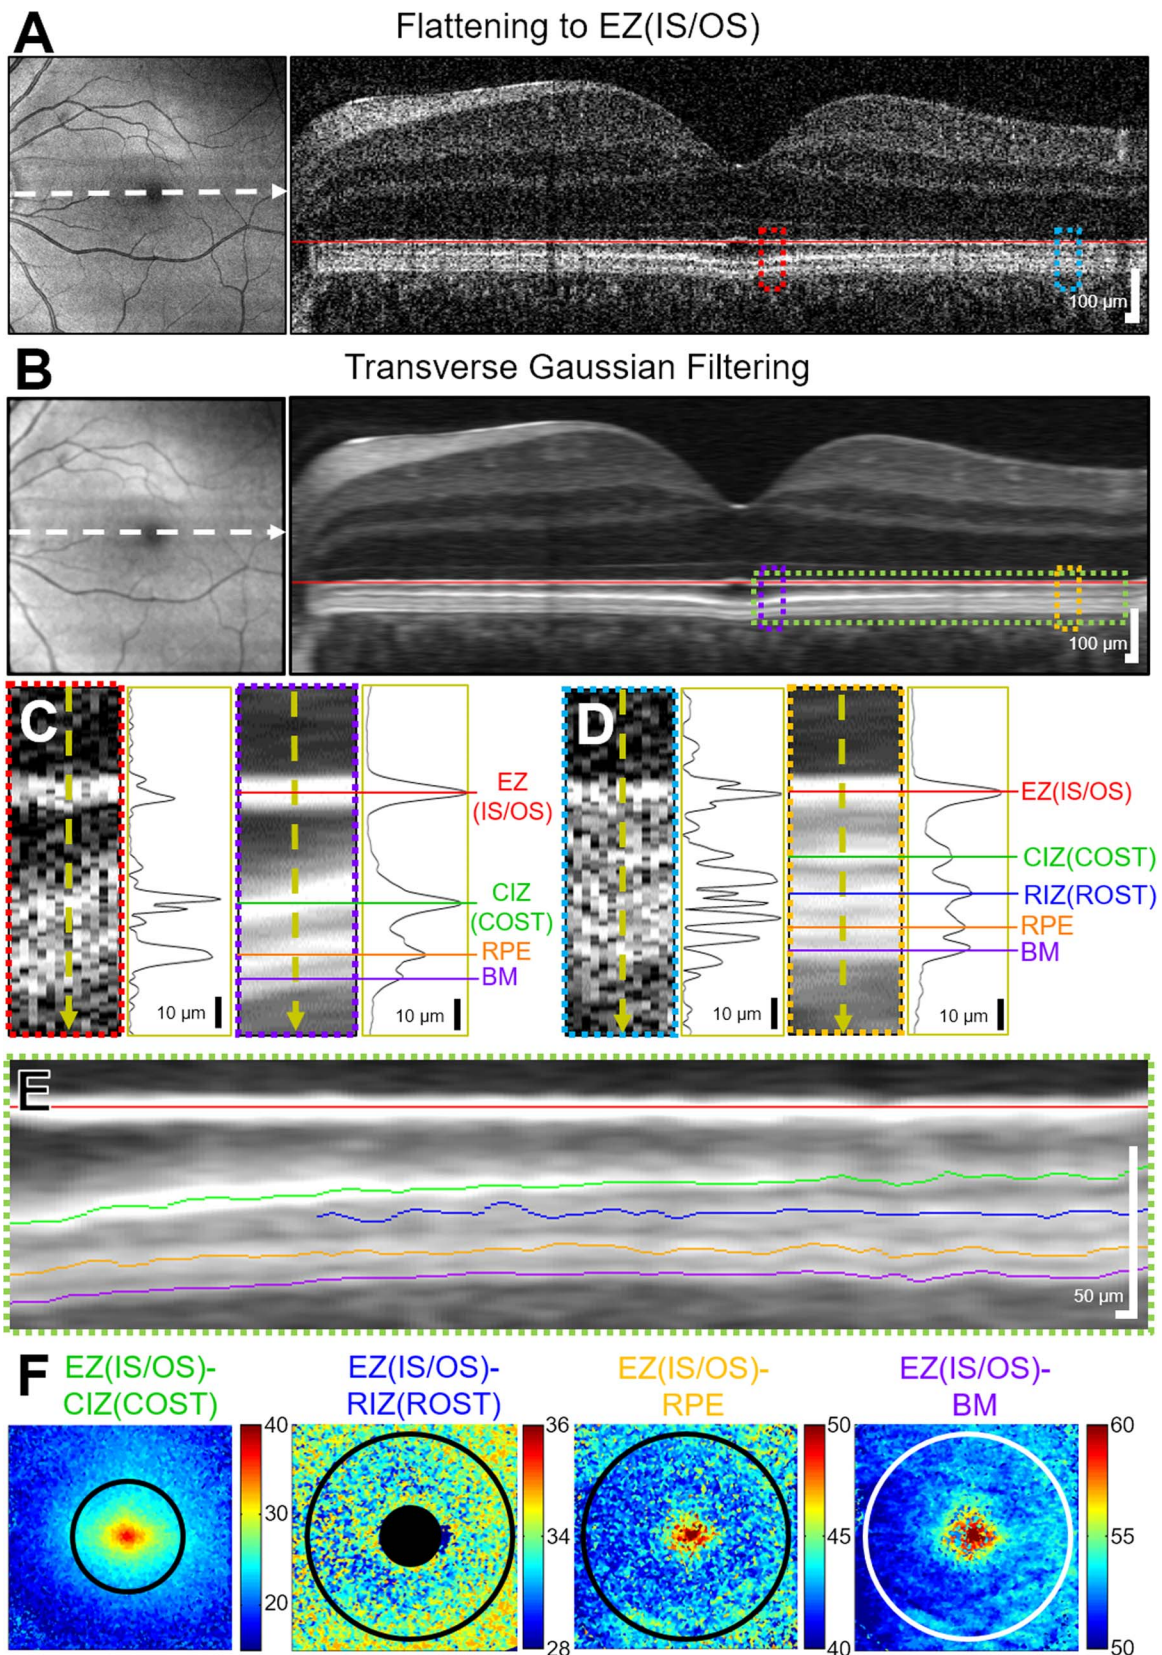 A
Flattening to EZ(IS/OS)
100 µm
B
Transverse Gaussian Filtering
100 µm
C
EZ
(IS/OS)
CIZ
(COST)
RPE
BM
10 µm
10 µm
D
EZ(IS/OS)
CIZ(COST)
RIZ(ROST)
RPE
BM
10 µm
10 µm
E
50 µm
F
EZ(IS/OS)-
CIZ(COST)
40
30
20
EZ(IS/OS)-
RIZ(ROST)
36
34
28
EZ(IS/OS)-
RPE
50
45
40
EZ(IS/OS)-
BM
60
55
50